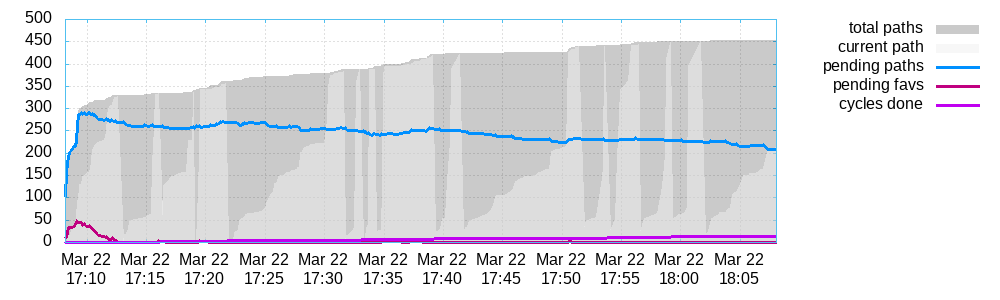 500
450
400
350
300
250
200
150
100
50
0
Mar 22 Mar 22 Mar 22 Mar 22 Mar 22 Mar 22 Mar 22 Mar 22 Mar 22 Mar 22 Mar 22 Mar 22
17:10 17:15 17:20 17:25 17:30 17:35 17:40 17:45 17:50 17:55 18:00 18:05
total paths
current path
pending paths
pending favs
cycles done